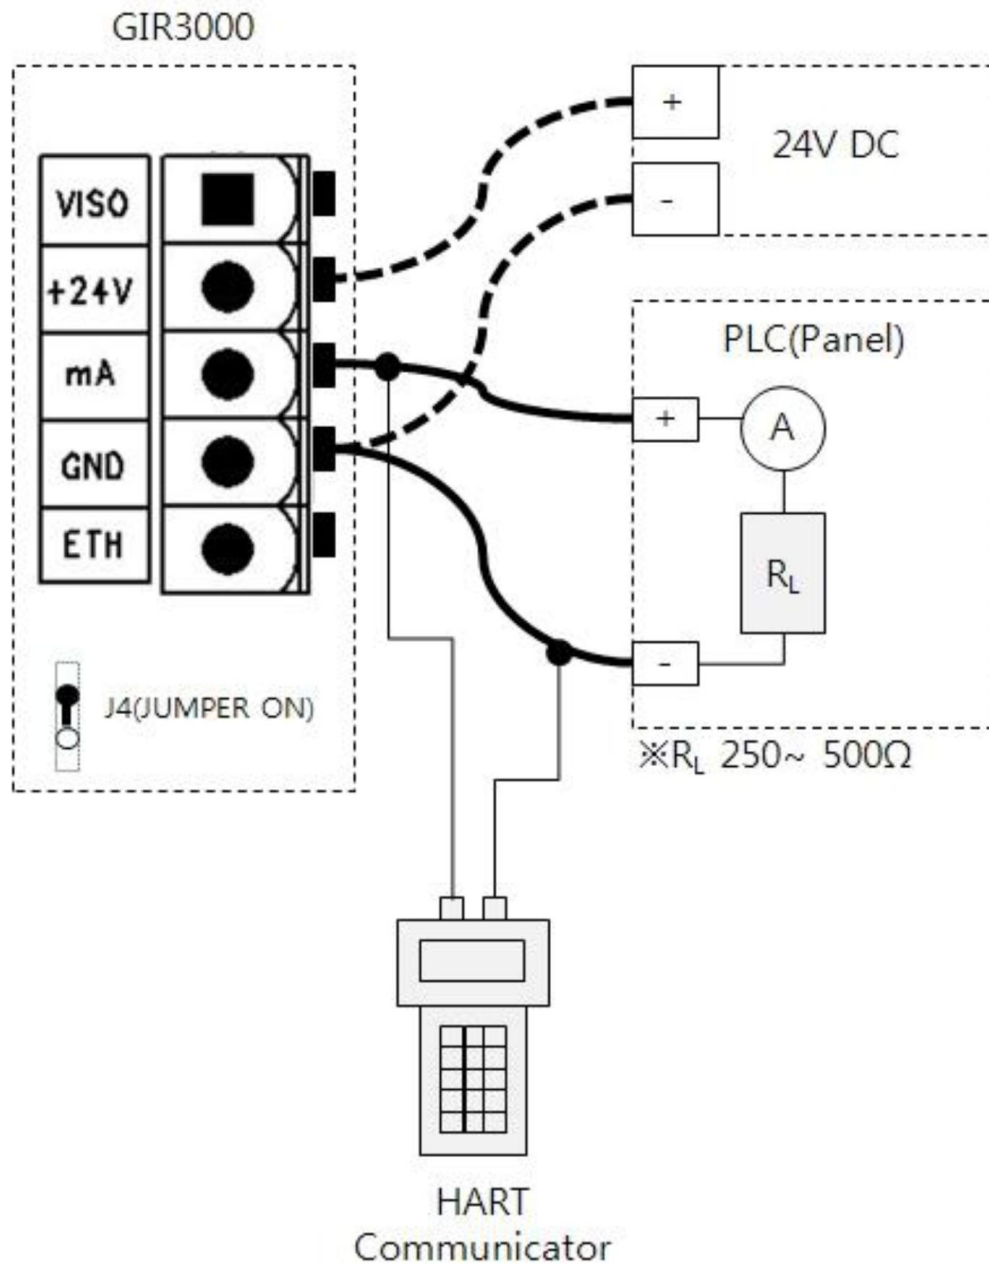 GIR3000
VISO
+24V
mA
GND
ETH
J4(JUMPER ON)
+
-
24V DC
PLC(Panel)
+
A
RL
-
※RL 250~ 500Ω
HART
Communicator